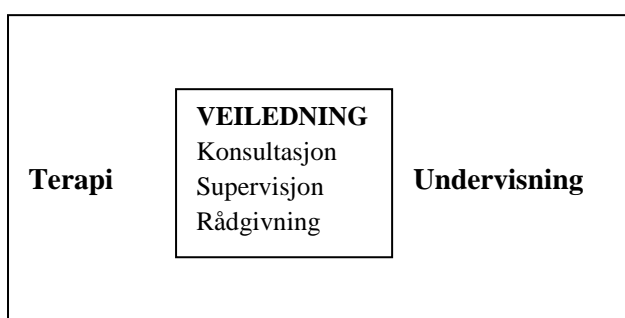 VEILEDNING
Konsultasjon
Terapi
Supervisjon
Undervisning
Rådgivning